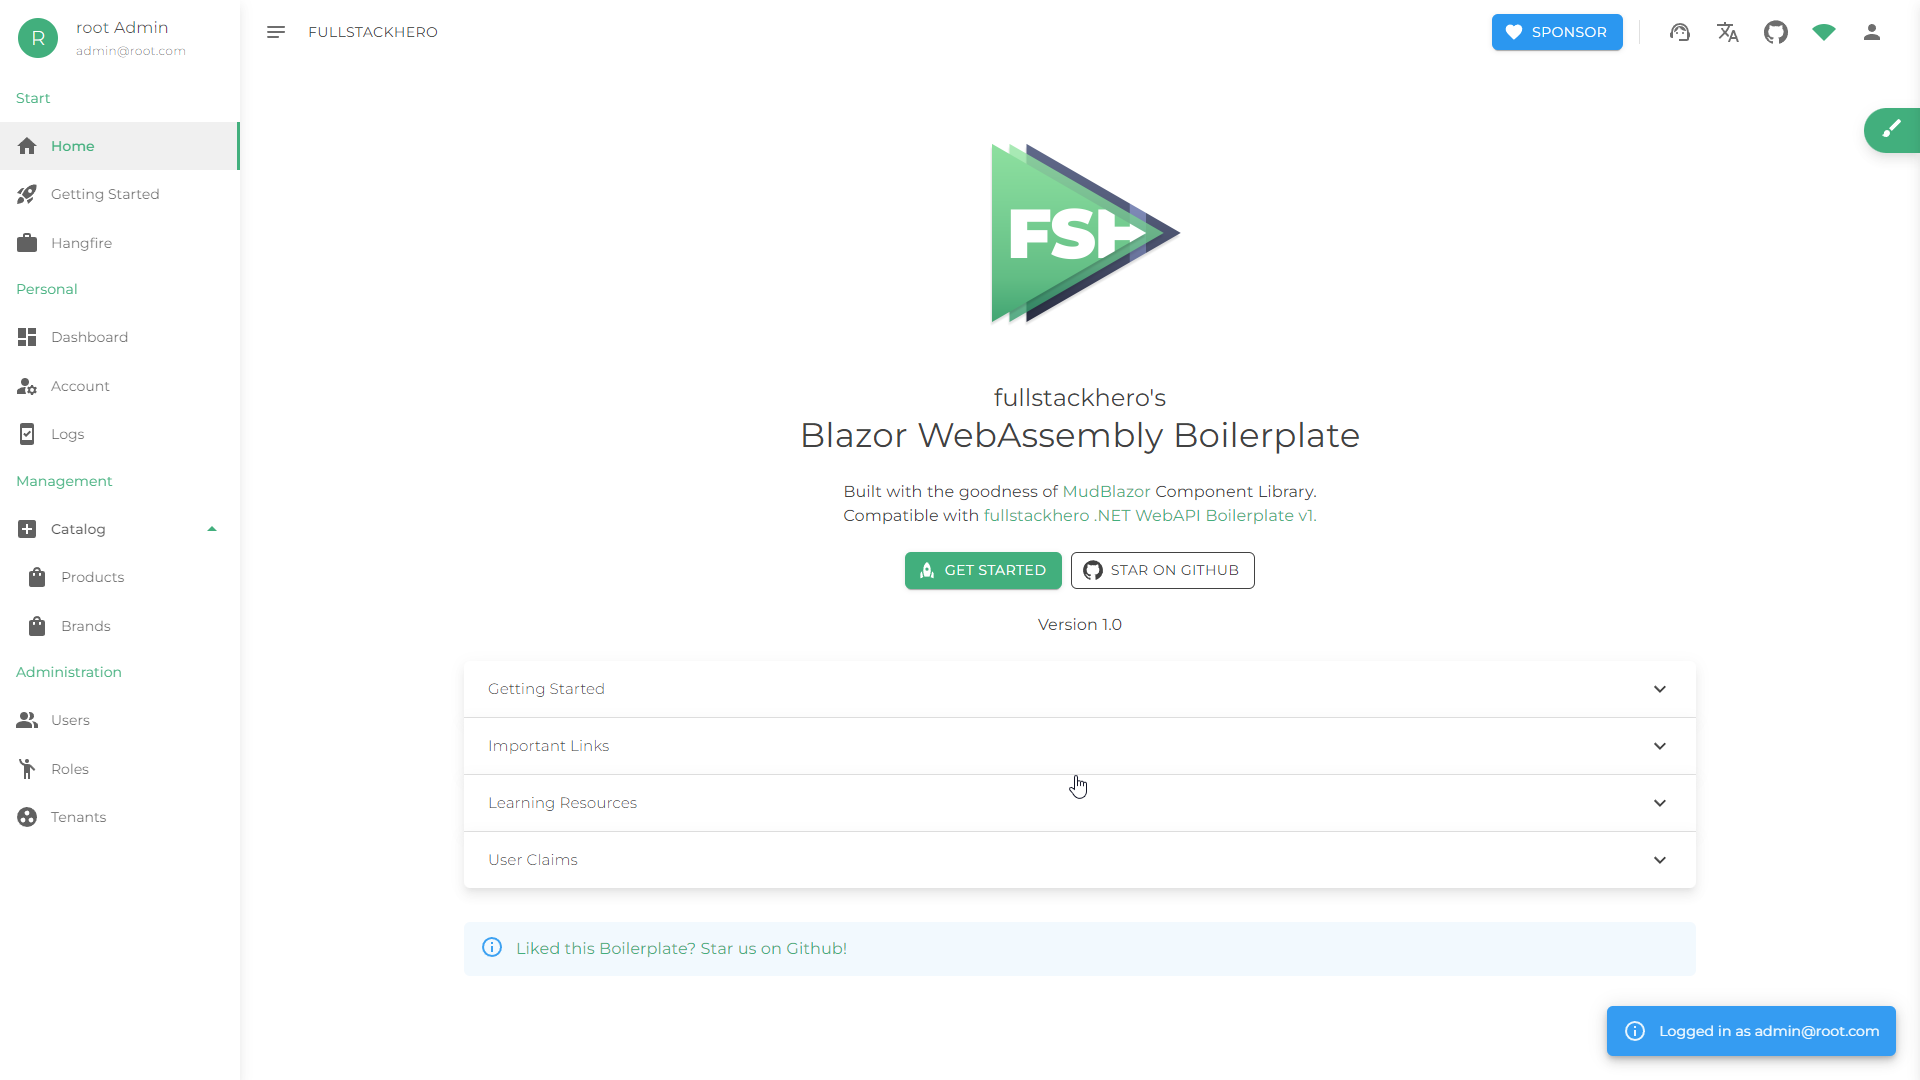 R
root Admin
admin@root.com
FULLSTACKHERO
SPONSOR
Start
Home
Getting Started
Hangfire
Personal
Dashboard
Account
Logs
Management
Catalog
Products
Brands
Administration
Users
Roles
Tenants
FSH
fullstackhero's
Blazor WebAssembly Boilerplate
Built with the goodness of MudBlazor Component Library.
Compatible with fullstackhero .NET WebAPI Boilerplate v1.
GET STARTED
STAR ON GITHUB
Version 1.0
Getting Started
Important Links
Learning Resources
User Claims
Liked this Boilerplate? Star us on Github!
Logged in as admin@root.com